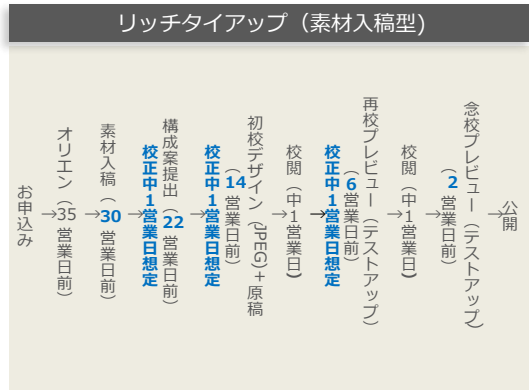 リッチタイアップ（素材入稿型)
お申込み
→
オリエン（35 営業日前）
→
素材入稿（30 営業日前）
→
校正中1営業日想定
構成案提出（22 営業日前）
→
校正中1営業日想定
（14営業日前）
初校デザイン(JPEG)＋原稿
→
校閲（中1営業日）
→
校正中1営業日想定
（6営業日前）
再校プレビュー（テストアップ）
→
校閲（中1営業日）
→
（2 営業日前）
念校プレビュー（テストアップ）
→
公開